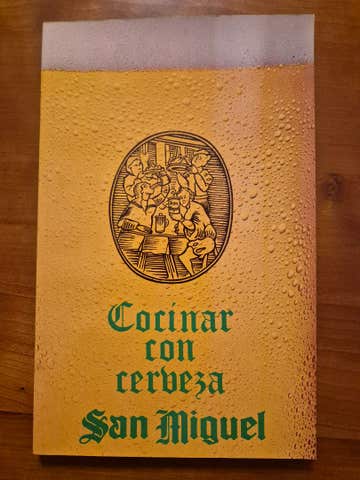 Cocinar
con
cerveza
San Miguel